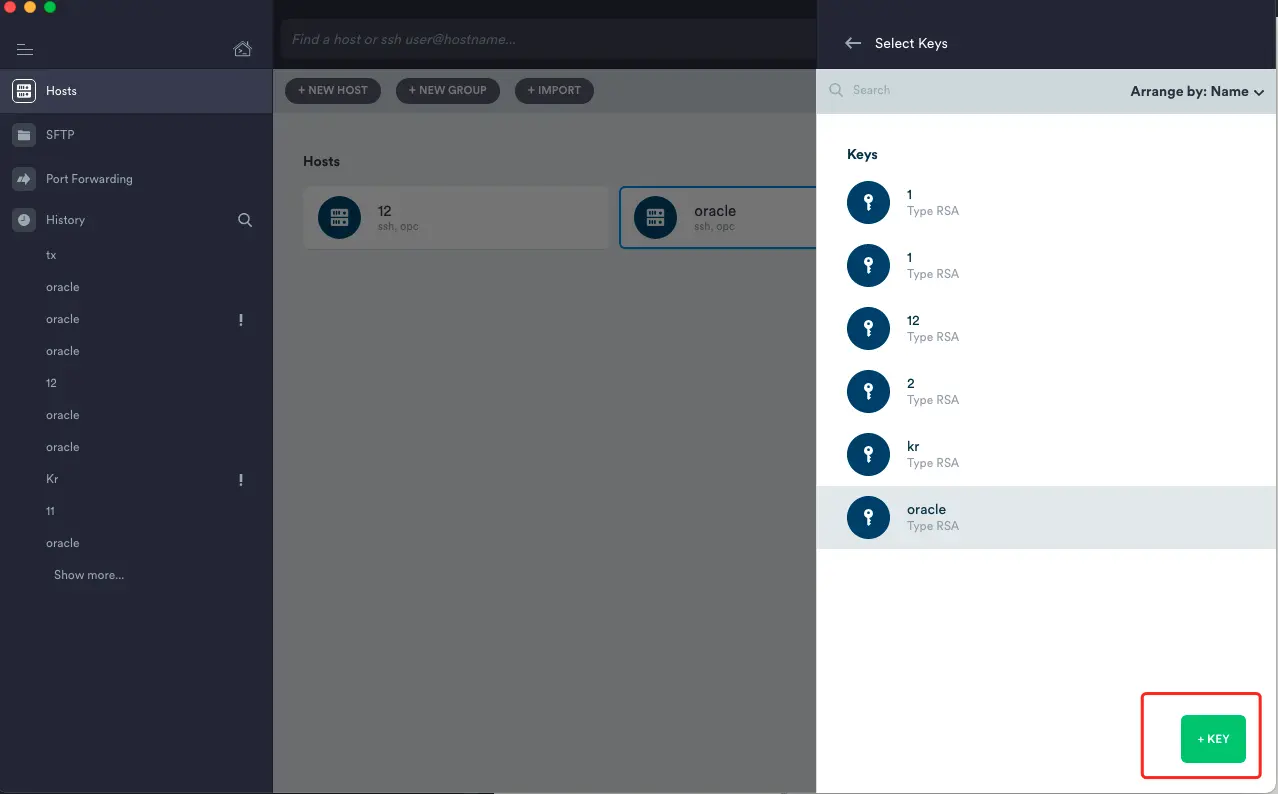 Find a host or ssh user@hostname...
Select Keys
Hosts
SFTP
Port Forwarding
History
tx
oracle
oracle
oracle
12
oracle
oracle
Kr
11
oracle
Show more...
+ NEW HOST
+ NEW GROUP
+ IMPORT
Hosts
12
ssh, opc
oracle
ssh, opc
Search
Arrange by: Name
Keys
1
Type RSA
1
Type RSA
12
Type RSA
2
Type RSA
kr
Type RSA
oracle
Type RSA
+ KEY